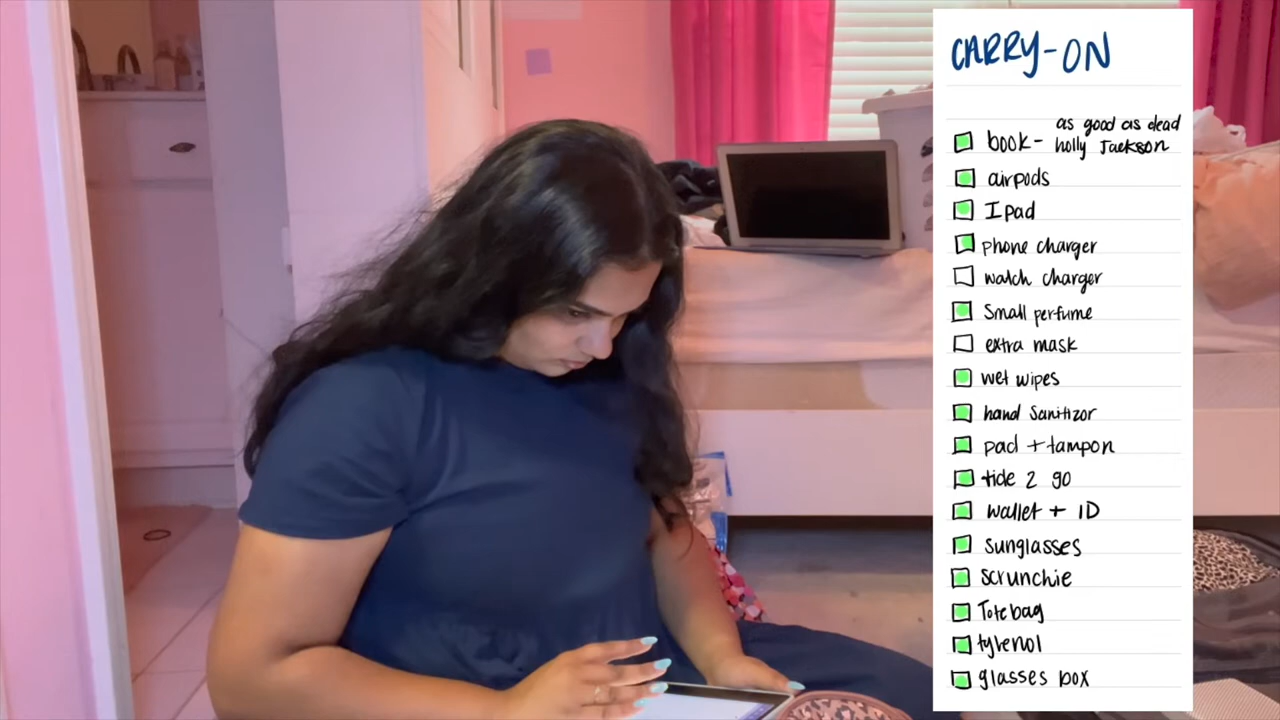 CARRY-ON
as good as dead
book- holly Jackson
airpods
Ipad
phone charger
watch charger
Small perfume
extra mask
wet wipes
hand Sanitizor
pad + tampon
tide 2 go
wallet + ID
sunglasses
scrunchie
Totebag
tylenol
glasses box